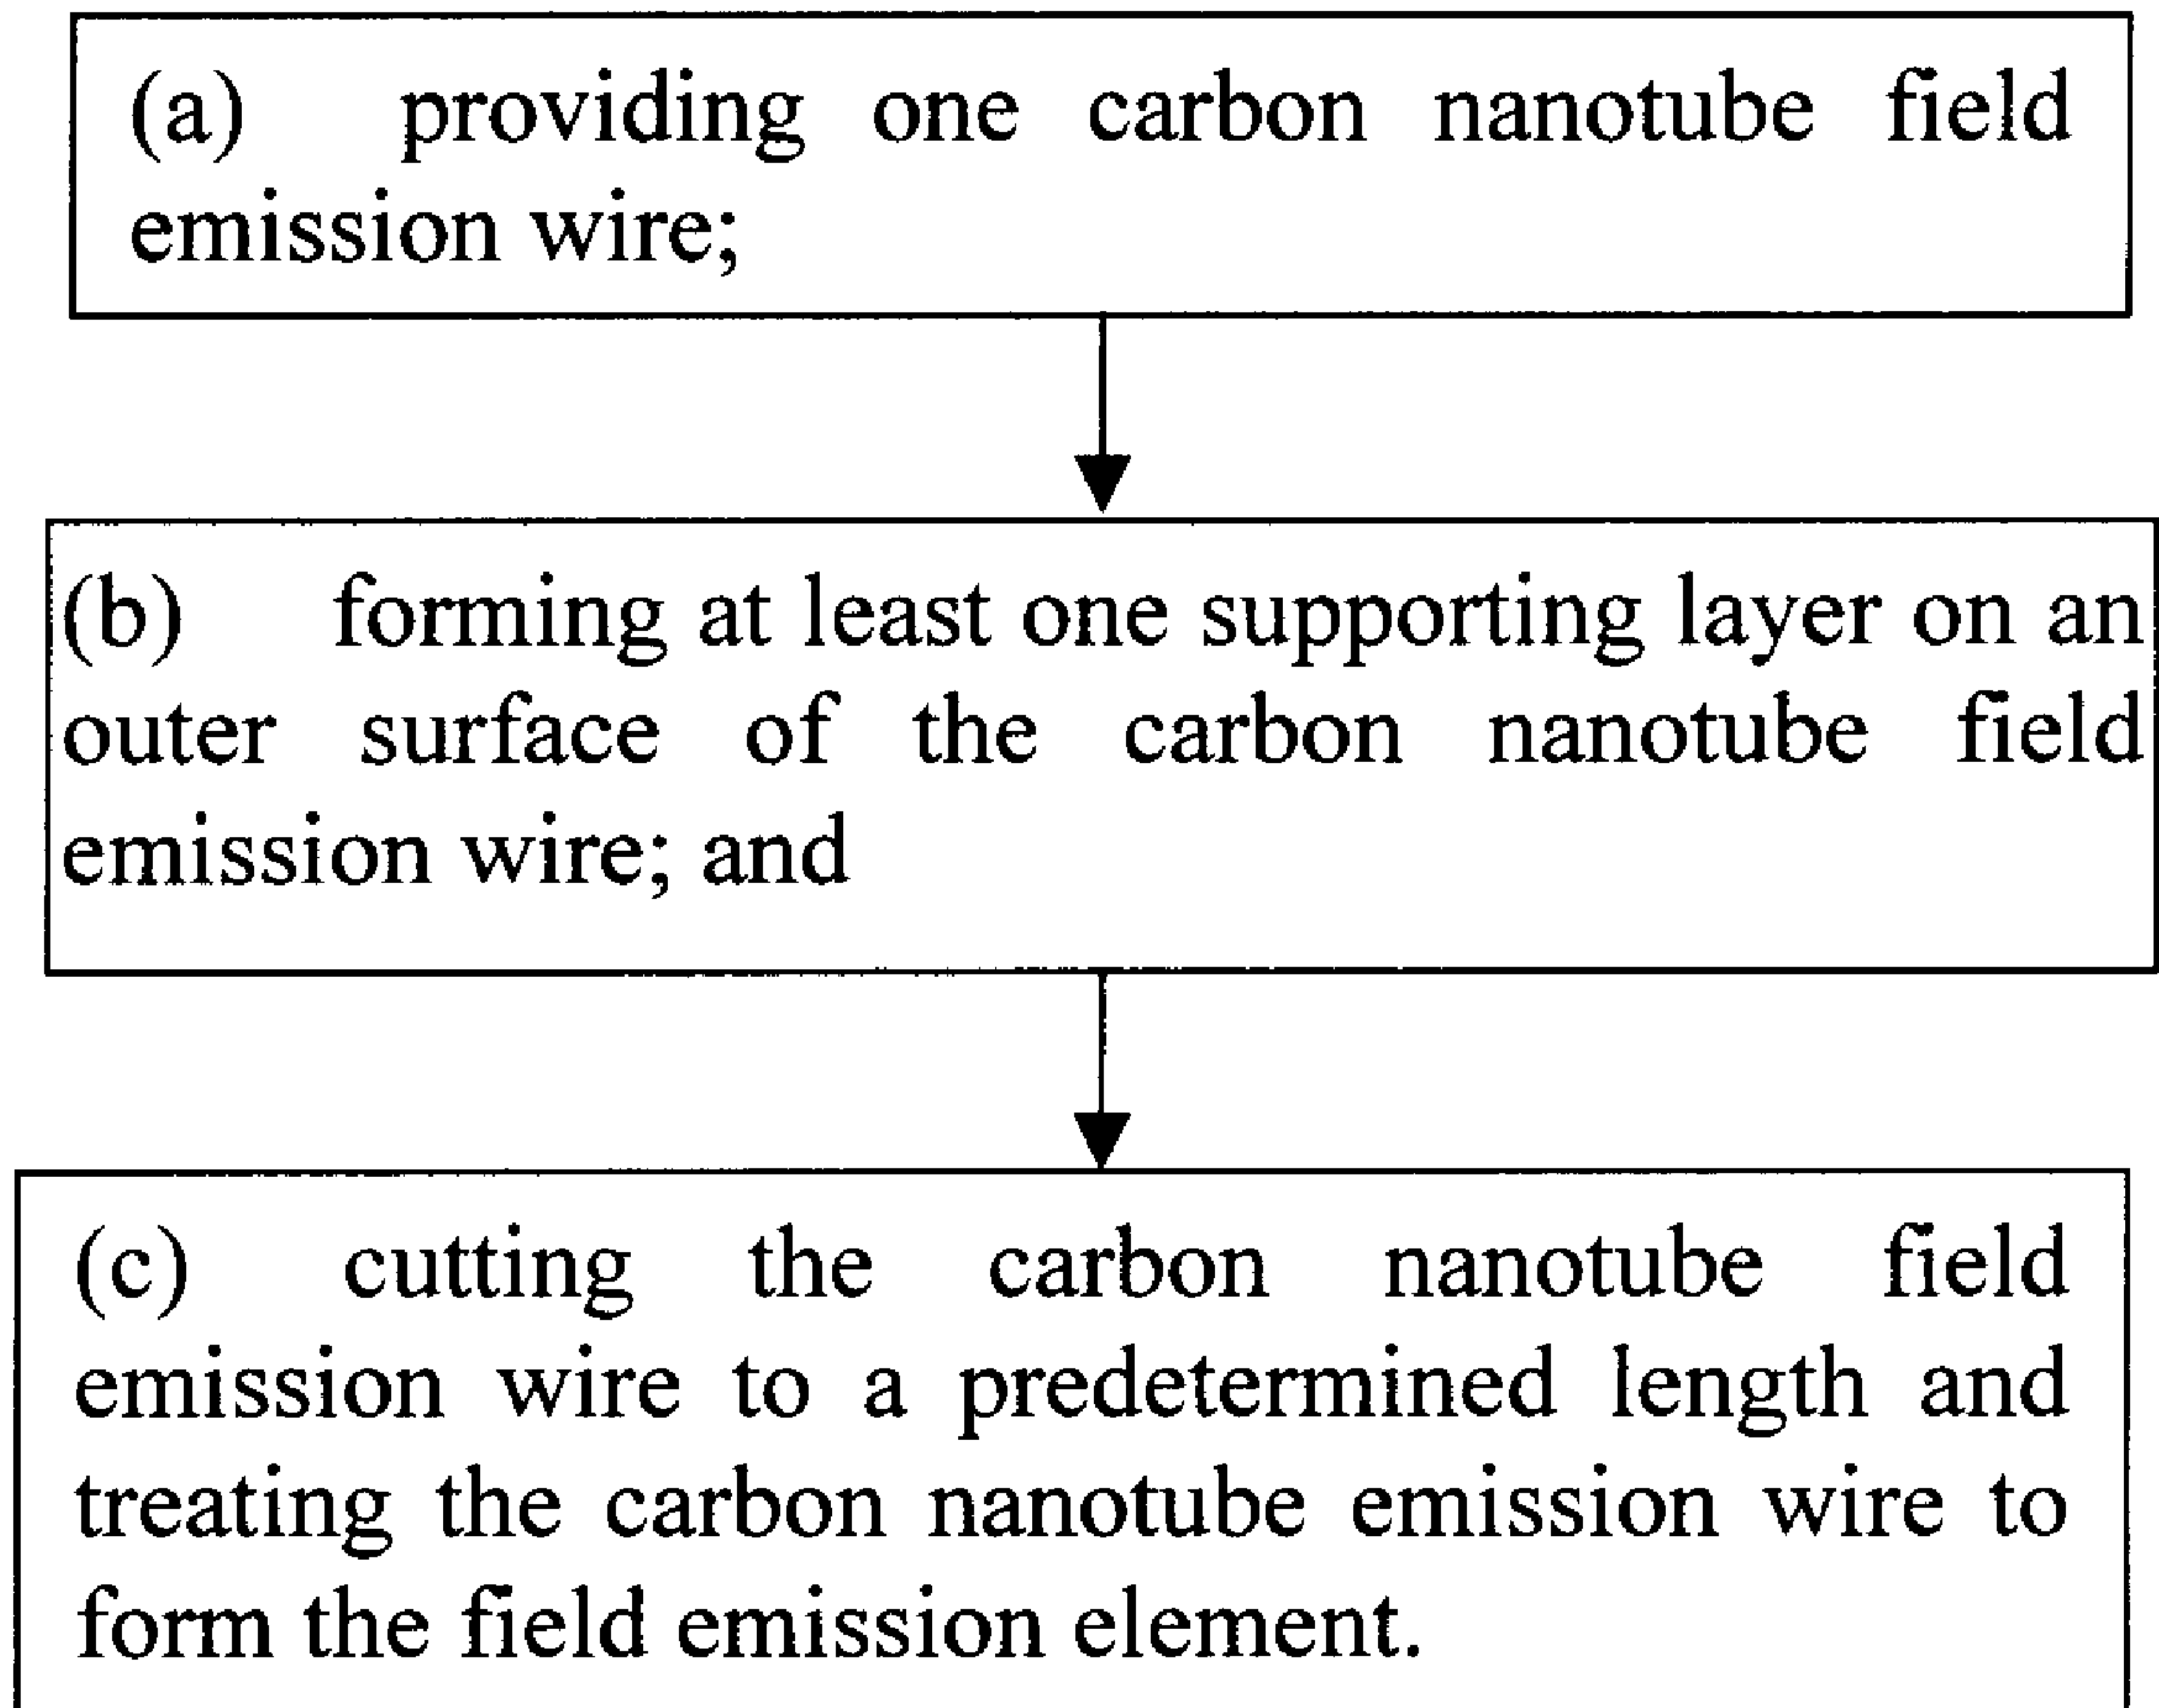 (a) providing one carbon nanotube field
emission wire;
(b) forming at least one supporting layer on an
outer surface of the carbon nanotube field
emission wire; and
(c) cutting the carbon nanotube field
emission wire to a predetermined length and
treating the carbon nanotube emission wire to
form the field emission element.